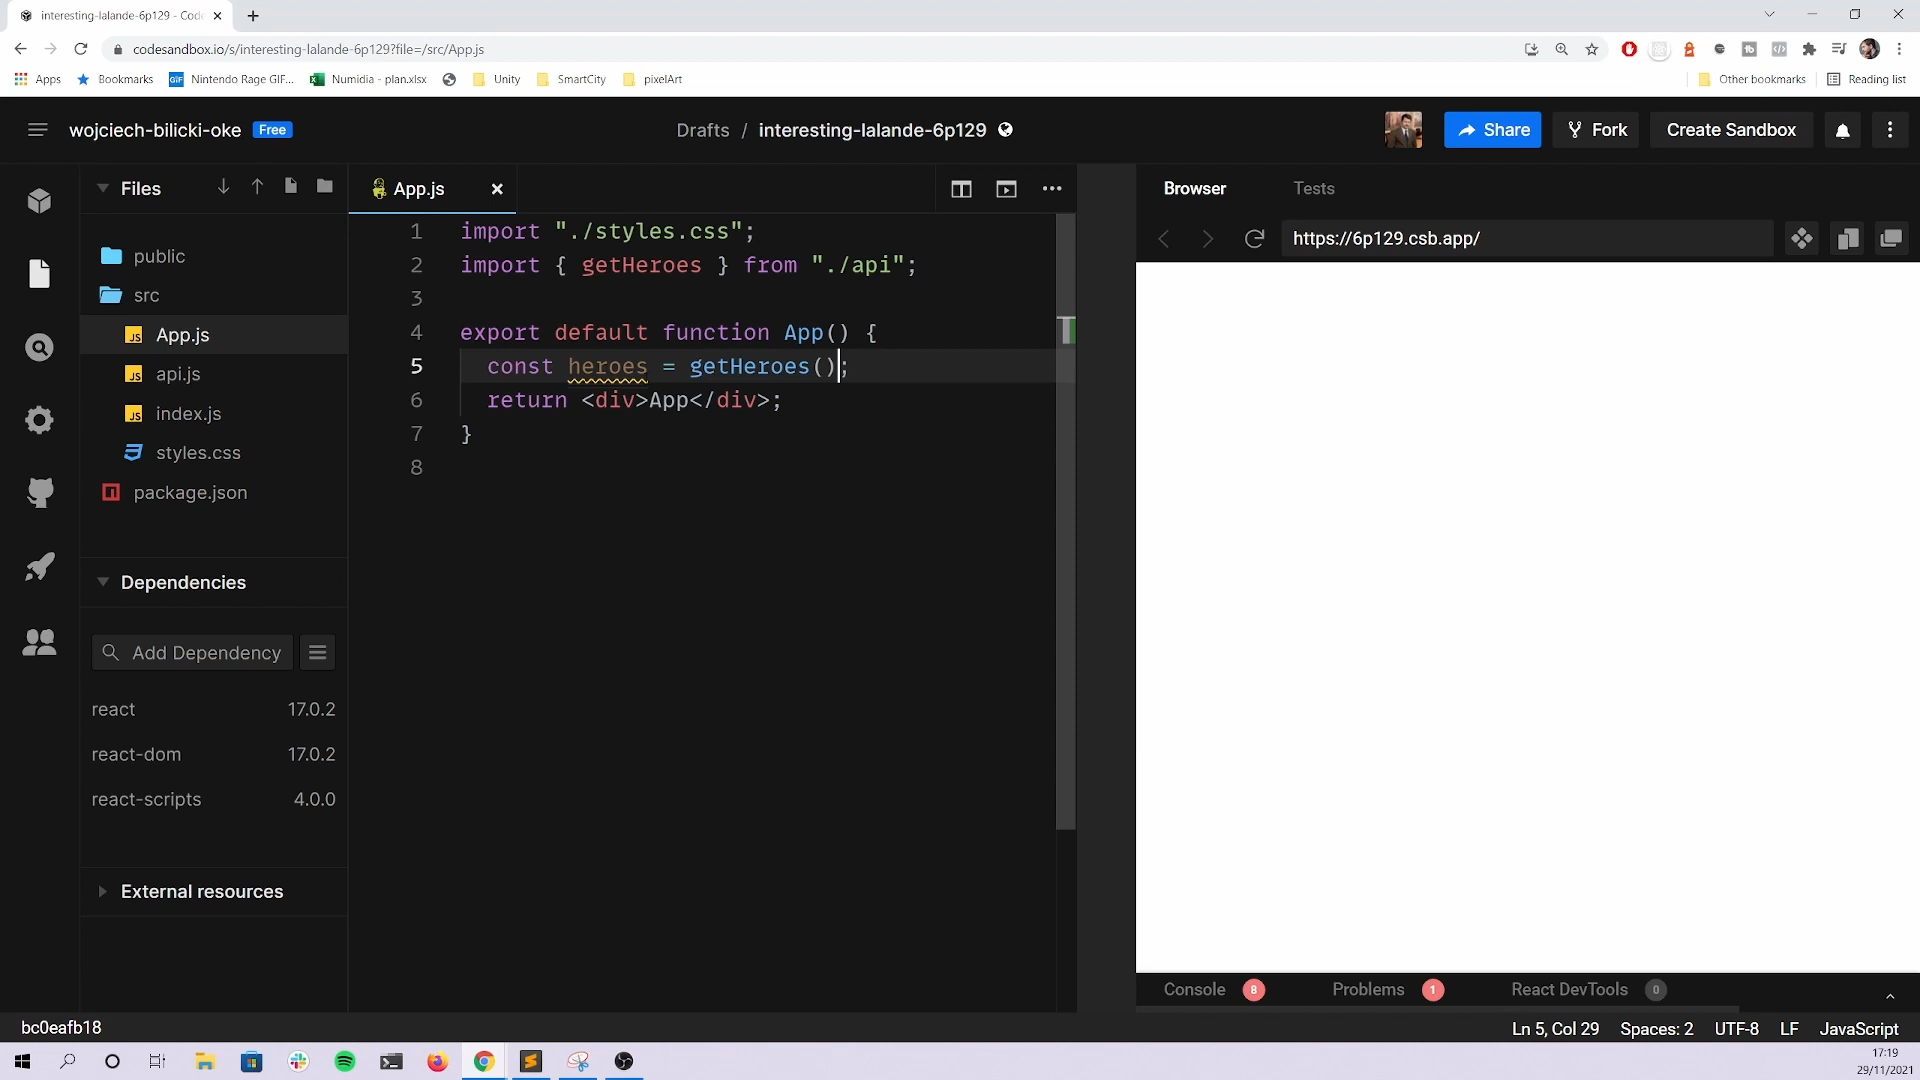 interesting-lalande-6p129 - Code
codesandbox.io/s/interesting-lalande-6p129?file=/src/App.js
Apps
Bookmarks
GIF
Nintendo Rage GIF...
Numidia - plan.xlsx
Unity
SmartCity
pixelArt
Other bookmarks
Reading list
wojciech-bilicki-oke
Free
Drafts / interesting-lalande-6p129
Share
Fork
Create Sandbox
Files
App.js
Browser
Tests
https://6p129.csb.app/
public
src
JS App.js
JS api.js
JS index.js
styles.css
package.json
1 import "./styles.css";
2 import { getHeroes } from "./api";
3
4 export default function App() {
5 const heroes = getHeroes();
6 return <div>App</div>;
7 }
8
Dependencies
Add Dependency
react 17.0.2
react-dom 17.0.2
react-scripts 4.0.0
External resources
Console 8
Problems 1
React DevTools 0
bc0eafb18
Ln 5, Col 29
Spaces: 2
UTF-8
LF
JavaScript
17:19
29/11/2021